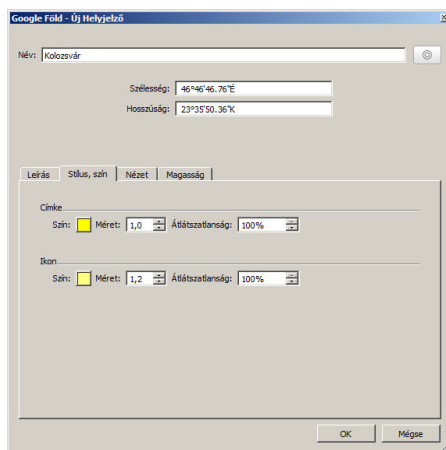 Google Föld - Új Helyjelző
Név: Kolozsvár
Szélesség: 46°46'46.76"É
Hosszúság: 23°35'50.36"K
Leírás Stílus, szín Nézet Magasság
Címke
Szín: Méret: 1,0 Átlátszatlanság: 100%
Ikon
Szín: Méret: 1,2 Átlátszatlanság: 100%
OK Mégse